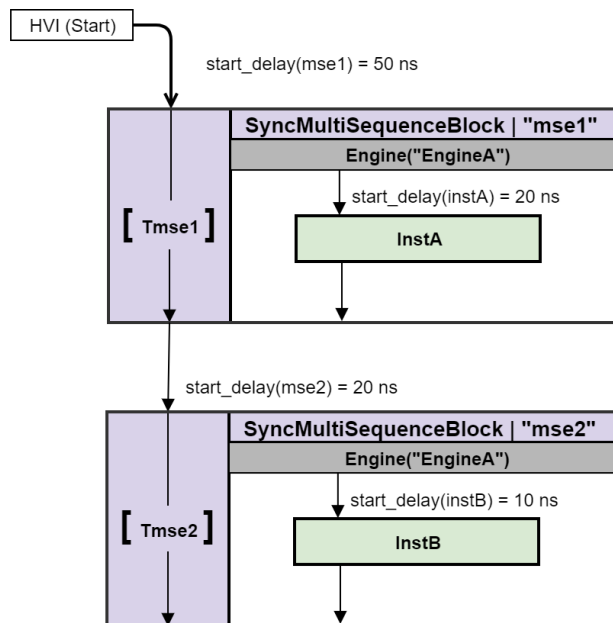 HVI (Start)
start_delay(mse1) = 50 ns
SyncMultiSequenceBlock | "mse1"
Engine("EngineA")
start_delay(instA) = 20 ns
[ Tmse1 ]
InstA
start_delay(mse2) = 20 ns
SyncMultiSequenceBlock | "mse2"
Engine("EngineA")
start_delay(instB) = 10 ns
[ Tmse2 ]
InstB